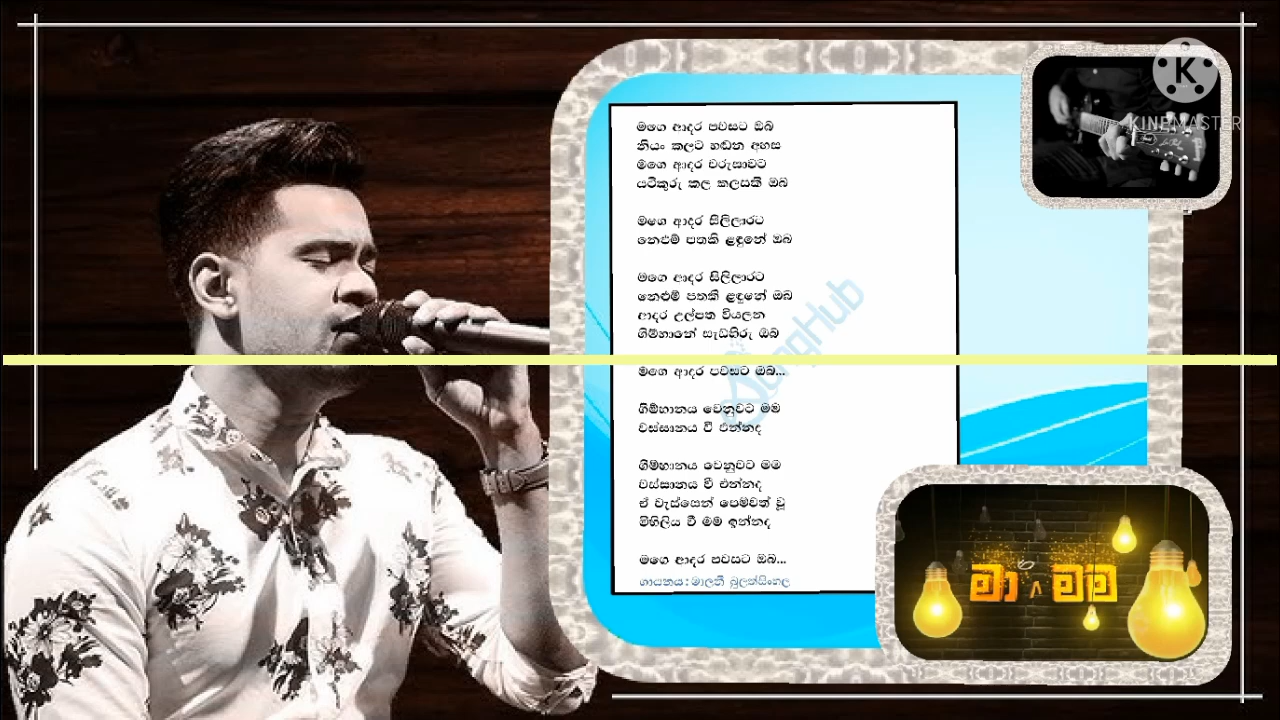 මගෙ ආදර පවසට ඔබ
නියං කලට හඬන අහස
මගෙ ආදර වරුසාවට
යටිකුරු කල කලසකි ඔබ
මගෙ ආදර සිලිලාරට
නෙළුම් පතකි ළඳුනේ ඔබ
මගෙ ආදර සිලිලාරට
නෙළුම් පතකි ළඳුනේ ඔබ
ආදර උල්පත වියලන
ගිම්හානේ සැඩහිරු ඔබ
මගෙ ආදර පවසට ඔබ...
ගිම්හානය වෙනුවට මම
වස්සානය වී එන්නද
ගිම්හානය වෙනුවට මම
වස්සානය වී එන්නද
ඒ වැස්සෙන් පෙම්වත් වූ
මිහිලිය වී මම ඉන්නද
මගෙ ආදර පවසට ඔබ...
ගායනය : මාලනී බුලත්සිංහල
SongHub
K
KINEMASTER
මා මම